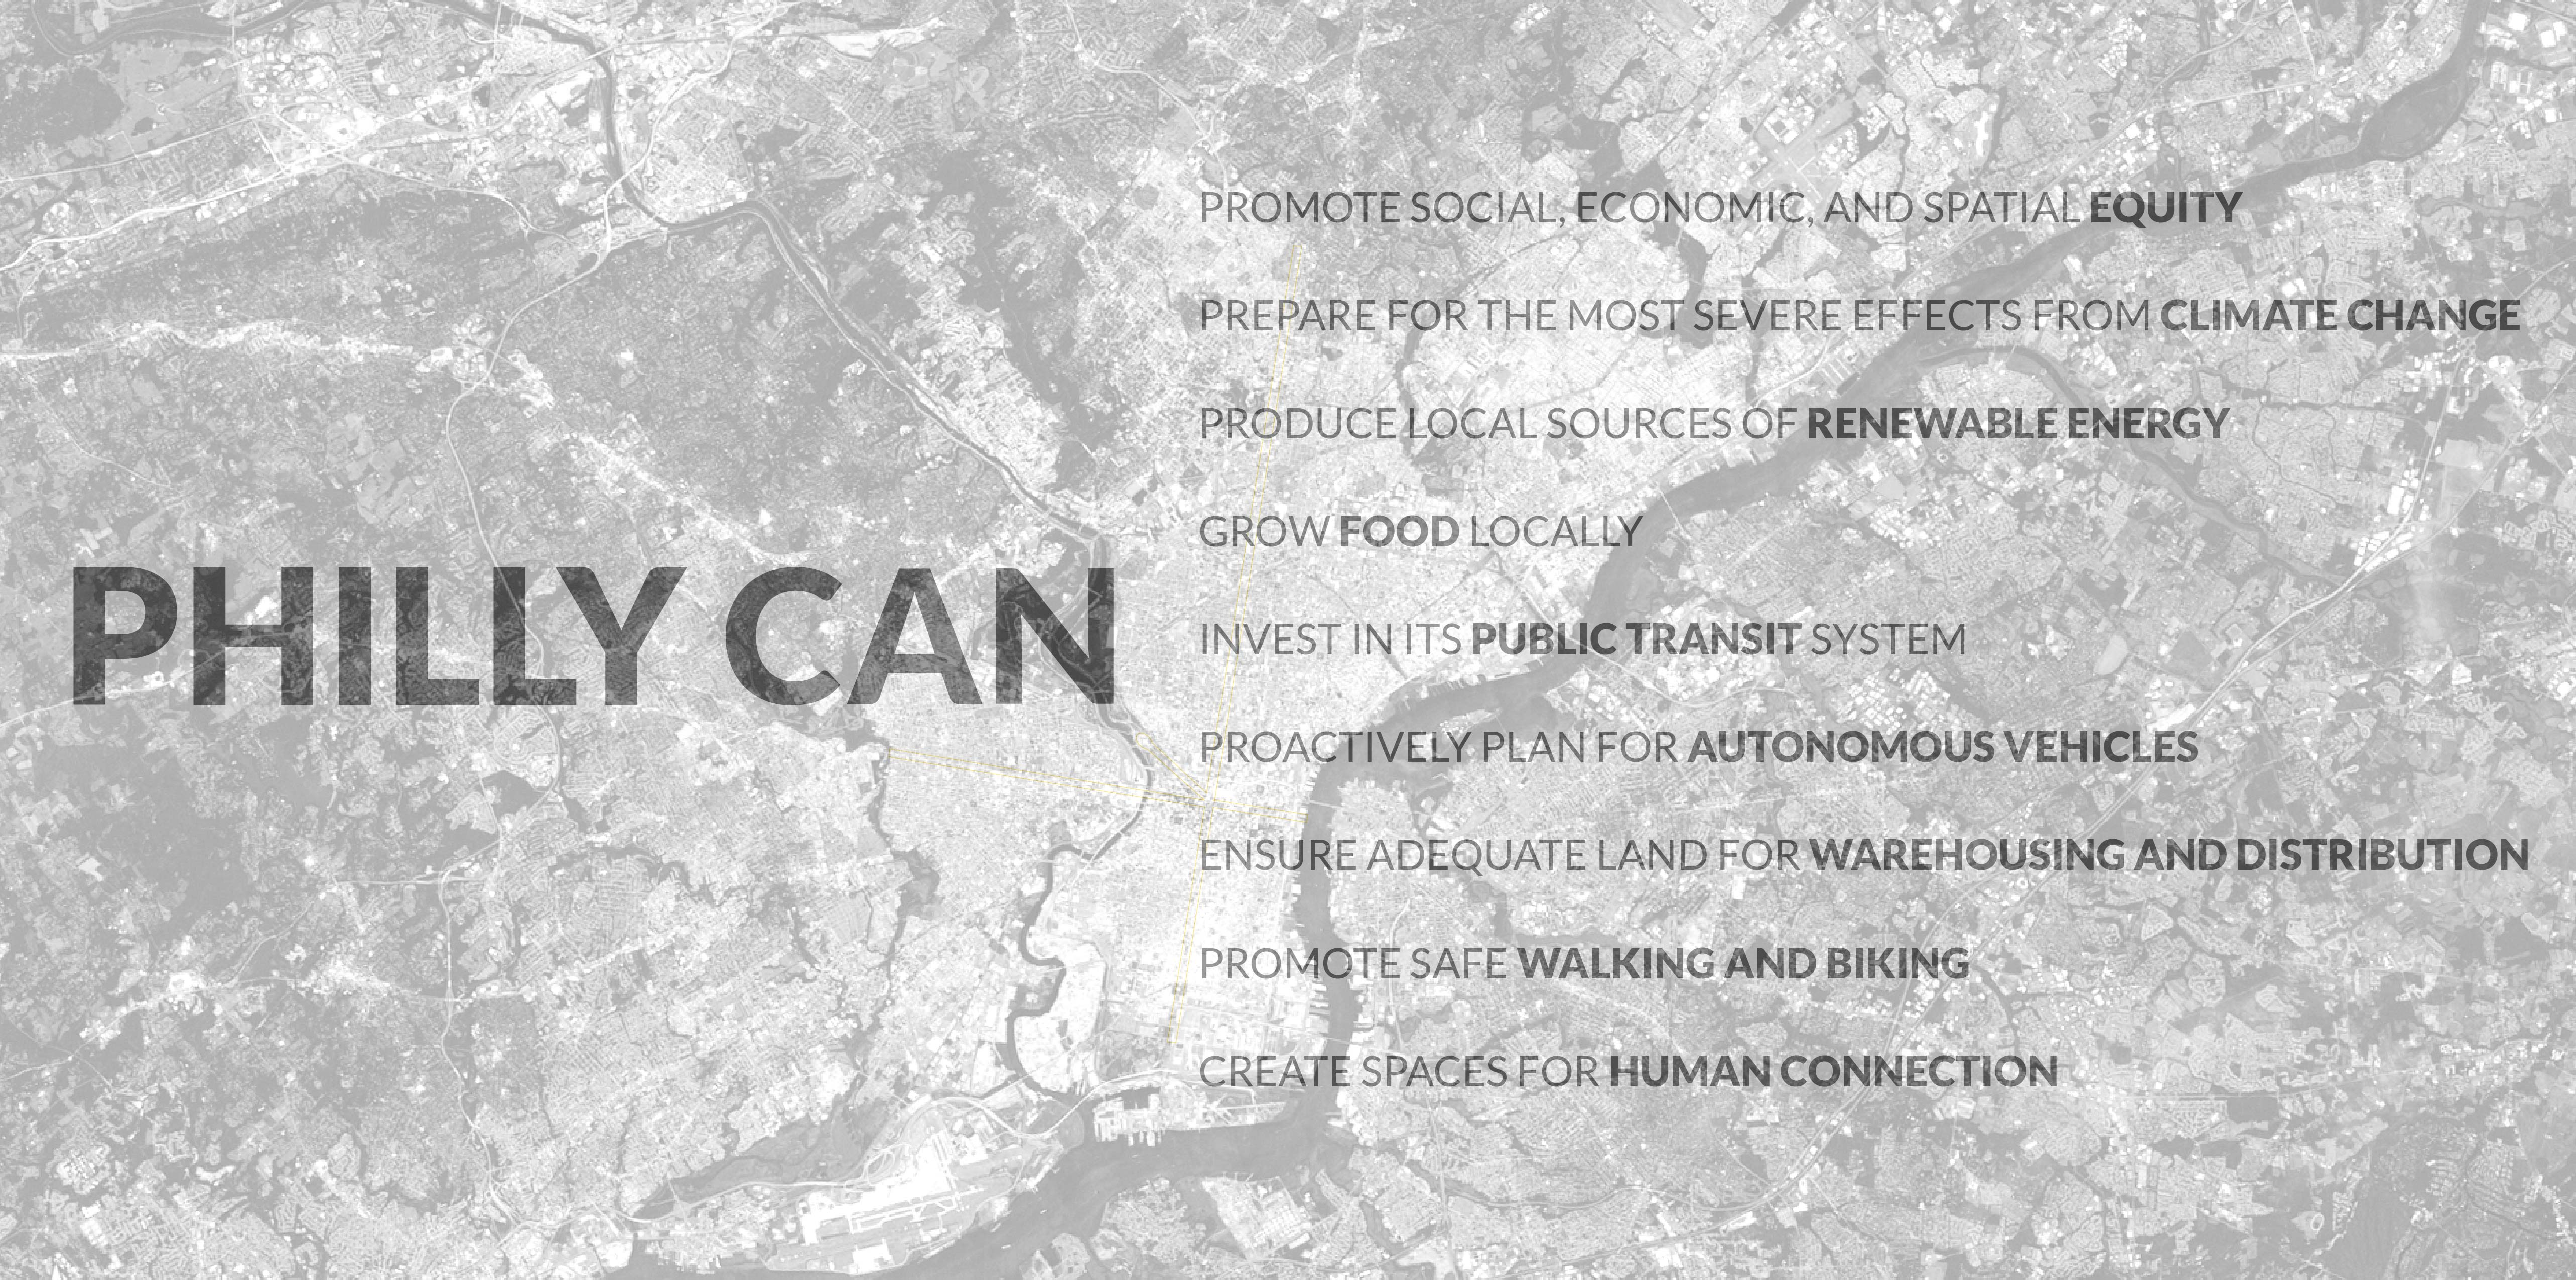 PHILLY CAN
PROMOTE SOCIAL, ECONOMIC, AND SPATIAL EQUITY
PREPARE FOR THE MOST SEVERE EFFECTS FROM CLIMATE CHANGE
PRODUCE LOCAL SOURCES OF RENEWABLE ENERGY
GROW FOOD LOCALLY
INVEST IN ITS PUBLIC TRANSIT SYSTEM
PROACTIVELY PLAN FOR AUTONOMOUS VEHICLES
ENSURE ADEQUATE LAND FOR WAREHOUSING AND DISTRIBUTION
PROMOTE SAFE WALKING AND BIKING
CREATE SPACES FOR HUMAN CONNECTION